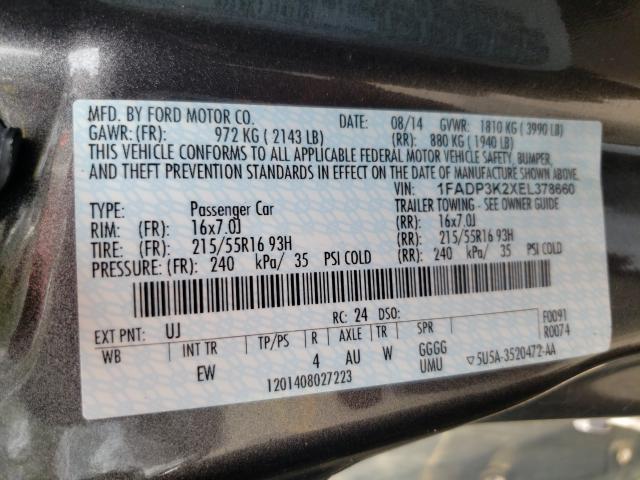 MFD. BY FORD MOTOR CO. DATE: 08/14 GVWR: 1810 KG ( 3990 LB)
GAWR: (FR): 972 KG ( 2143 LB) (RR): 880 KG ( 1940 LB)
THIS VEHICLE CONFORMS TO ALL APPLICABLE FEDERAL MOTOR VEHICLE SAFETY, BUMPER,
AND THEFT PREVENTION STANDARDS IN EFFECT ON THE DATE OF MANUFACTURE SHOWN ABOVE.
VIN: 1FADP3K2XEL378660
TYPE: Passenger Car TRAILER TOWING - SEE OWNER GUIDE
RIM: (FR): 16x7.0J (RR): 16x7.0J
TIRE: (FR): 215/55R16 93H (RR): 215/55R16 93H
PRESSURE: (FR): 240 kPa/ 35 PSI COLD (RR): 240 kPa/ 35 PSI COLD
RC: 24 DSO: F0091
EXT PNT: UJ R0074
WB INT TR TP/PS R AXLE TR SPR
EW 4 AU W GGGG
UMU 5U5A-3520472-AA
1201408027223